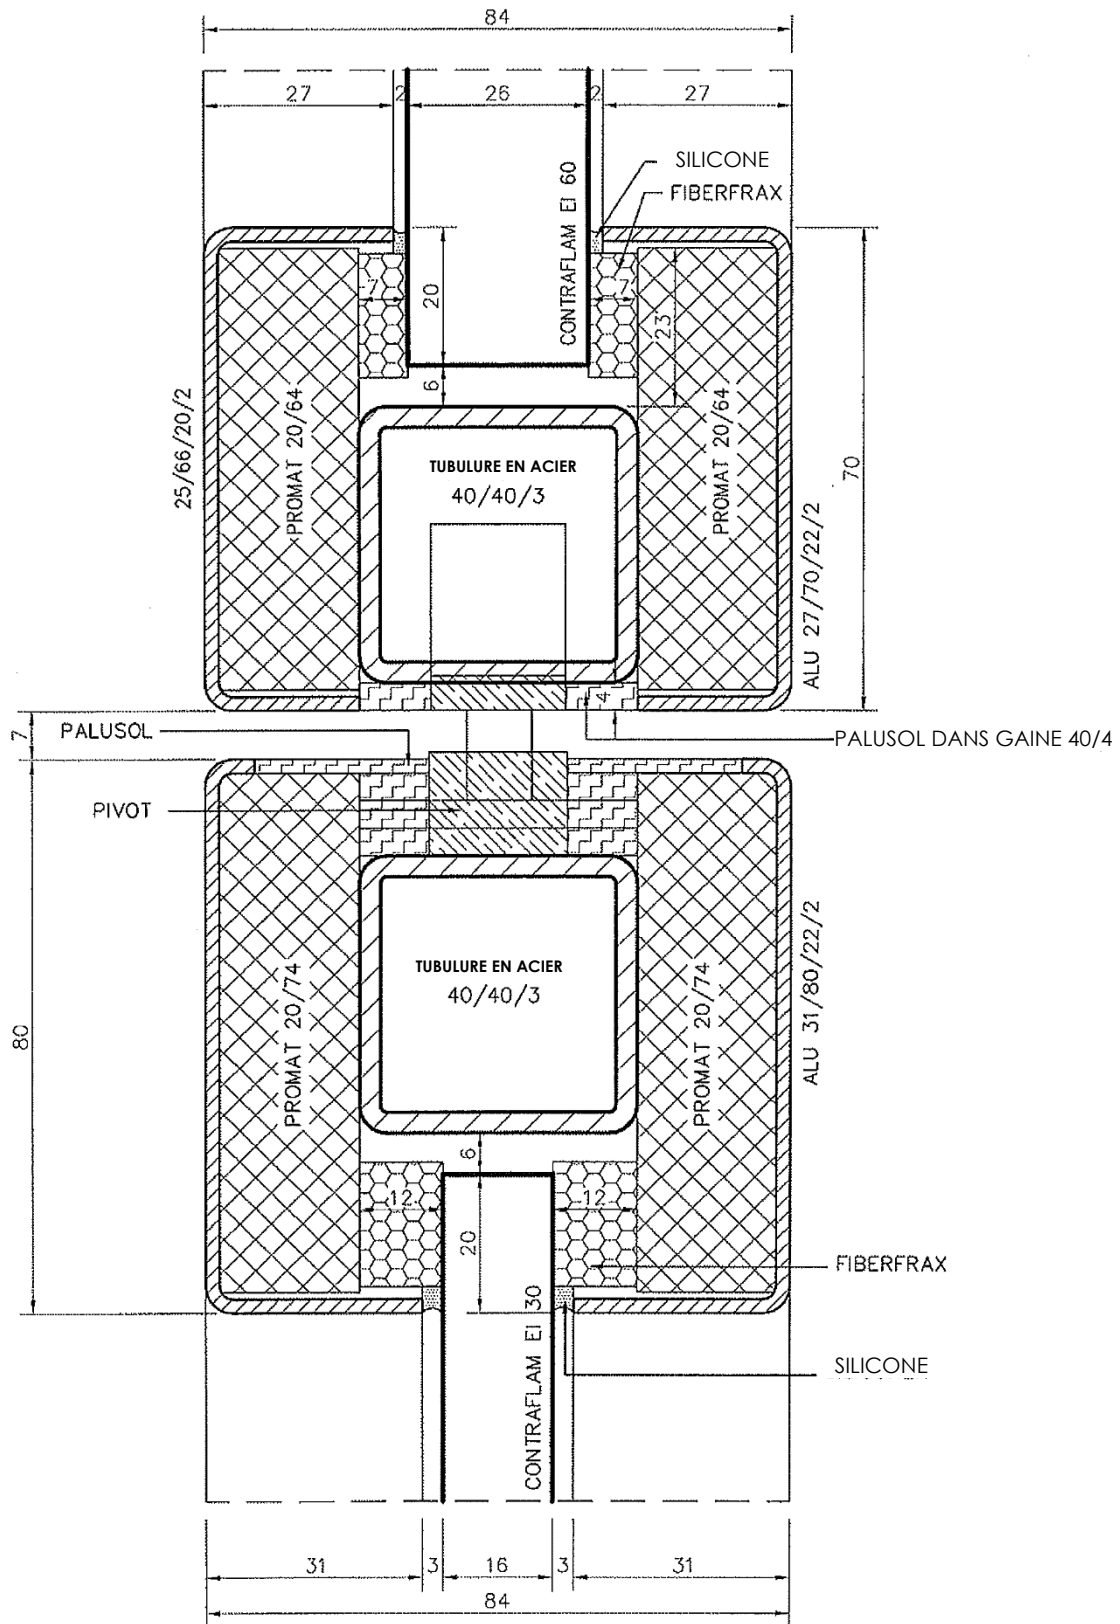 84
27
2
26
2
27
SILICONE
FIBERFRAX
CONTRAFLAM EI 60
7
20
7
23
6
25/66/20/2
PROMAT 20/64
TUBULURE EN ACIER
40/40/3
PROMAT 20/64
70
ALU 27/70/22/2
4
7
PALUSOL
PALUSOL DANS GAINE 40/4
PIVOT
80
PROMAT 20/74
TUBULURE EN ACIER
40/40/3
PROMAT 20/74
ALU 31/80/22/2
6
12
12
20
FIBERFRAX
CONTRAFLAM EI 30
SILICONE
31
3
16
3
31
84